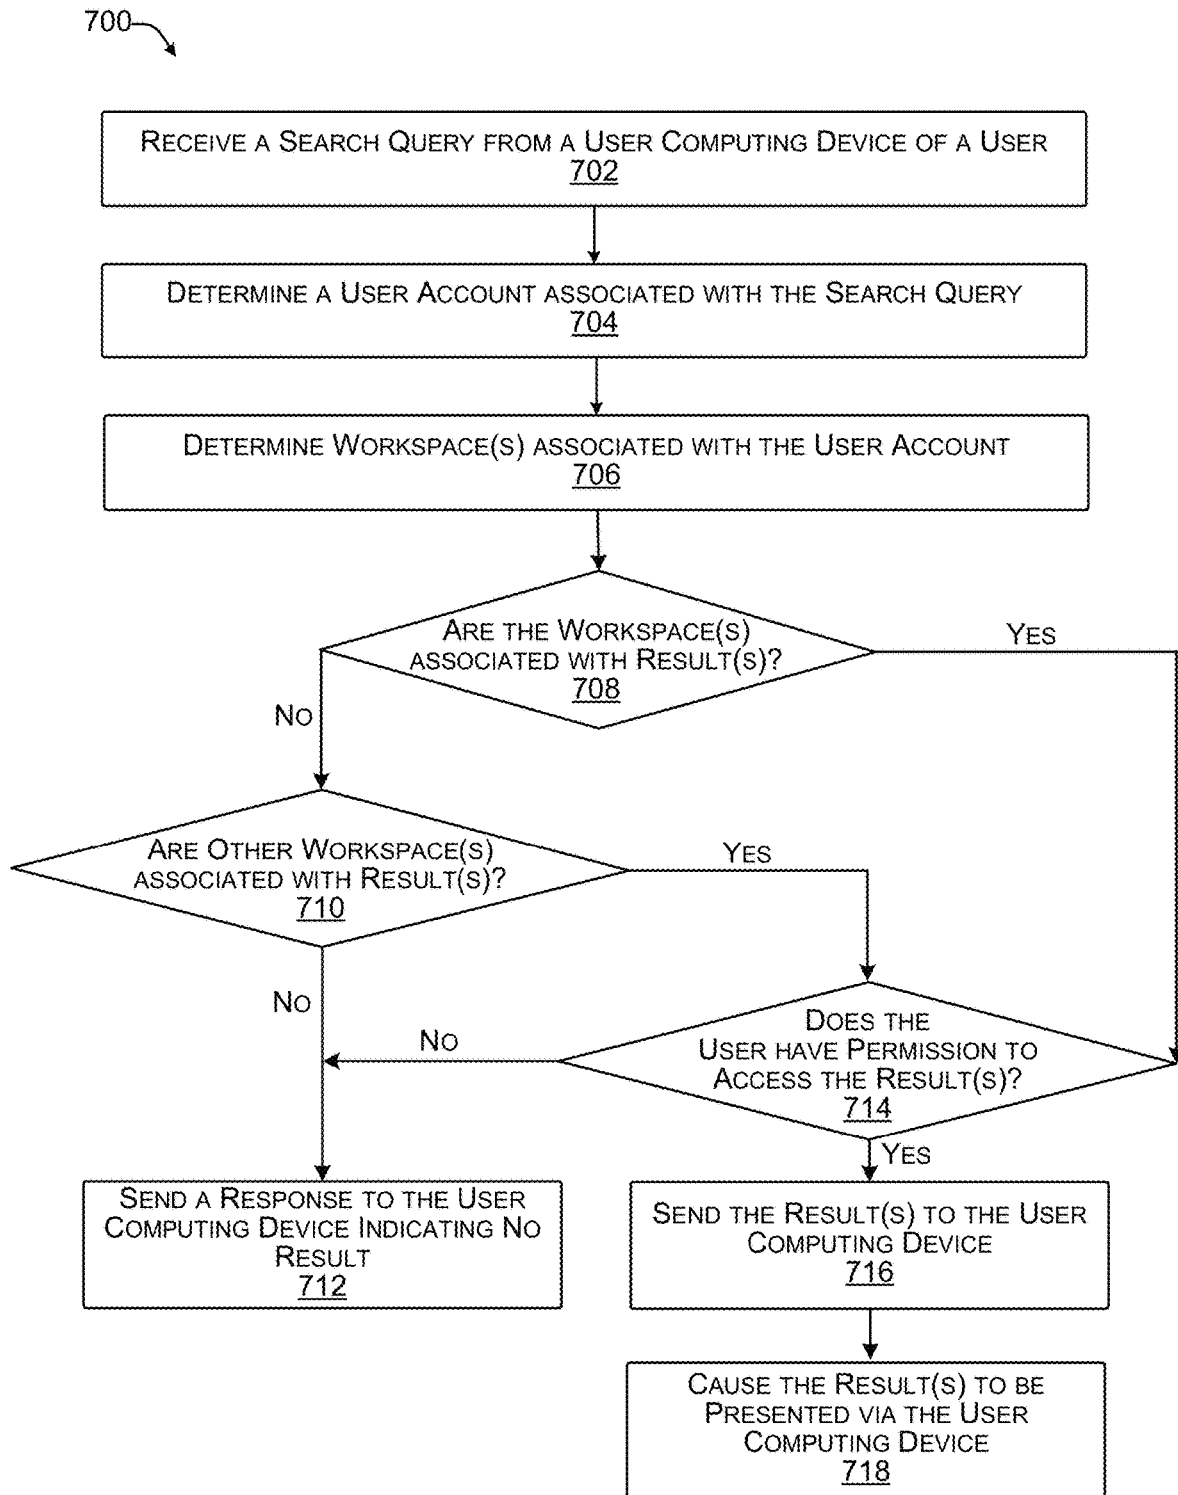 700
RECEIVE A SEARCH QUERY FROM A USER COMPUTING DEVICE OF A USER
702
DETERMINE A USER ACCOUNT ASSOCIATED WITH THE SEARCH QUERY
704
DETERMINE WORKSPACE(S) ASSOCIATED WITH THE USER ACCOUNT
706
ARE THE WORKSPACE(S)
ASSOCIATED WITH RESULT(S)?
708
YES
NO
ARE OTHER WORKSPACE(S)
ASSOCIATED WITH RESULT(S)?
710
YES
NO
DOES THE
USER HAVE PERMISSION TO
ACCESS THE RESULT(S)?
714
NO
YES
SEND A RESPONSE TO THE USER
COMPUTING DEVICE INDICATING NO
RESULT
712
SEND THE RESULT(S) TO THE USER
COMPUTING DEVICE
716
CAUSE THE RESULT(S) TO BE
PRESENTED VIA THE USER
COMPUTING DEVICE
718